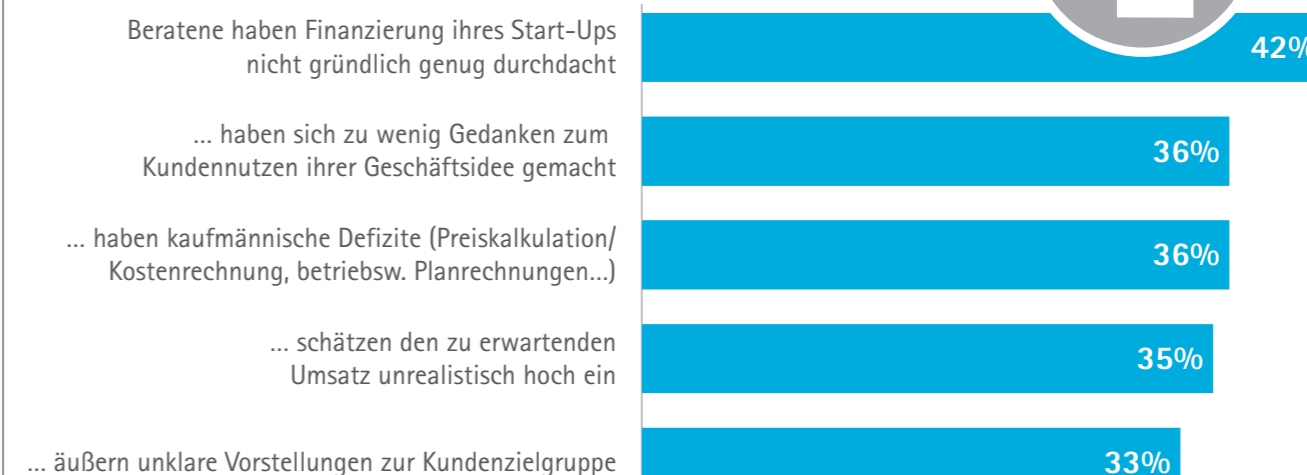 Beratene haben Finanzierung ihres Start-Ups
nicht gründlich genug durchdacht
42%
... haben sich zu wenig Gedanken zum
Kundennutzen ihrer Geschäftsidee gemacht
36%
... haben kaufmännische Defizite (Preiskalkulation/
Kostenrechnung, betriebsw. Planrechnungen...)
36%
... schätzen den zu erwartenden
Umsatz unrealistisch hoch ein
35%
... äußern unklare Vorstellungen zur Kundenzielgruppe
33%